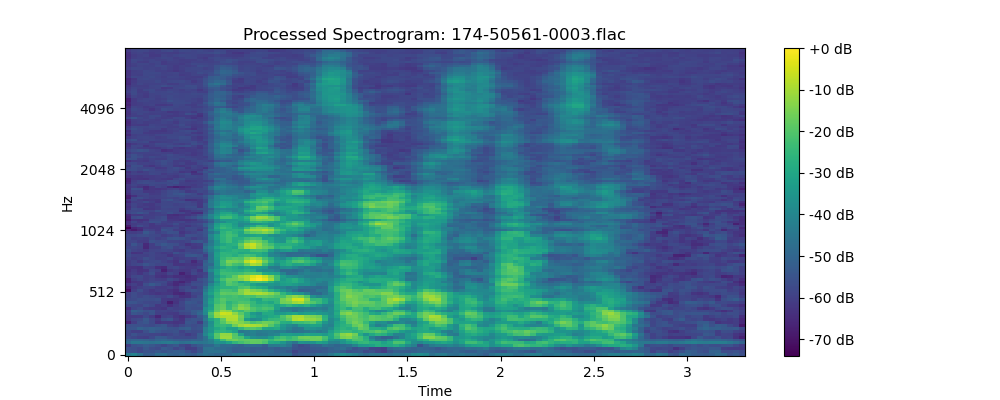 Processed Spectrogram: 174-50561-0003.flac
+0 dB
-10 dB
-20 dB
-30 dB
-40 dB
-50 dB
-60 dB
-70 dB
4096
2048
1024
512
0
Hz
0 0.5 1 1.5 2 2.5 3
Time